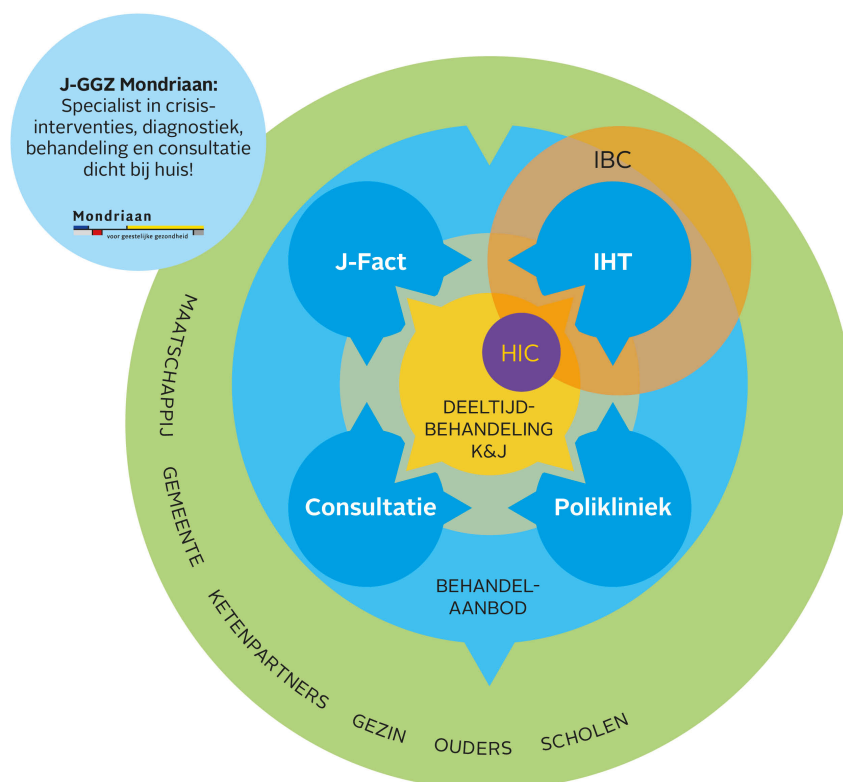 J-GGZ Mondriaan:
Specialist in crisis-
interventies, diagnostiek,
behandeling en consultatie
dicht bij huis!
Mondriaan
voor geestelijke gezondheid
IBC
J-Fact
IHT
HIC
DEELTIJD-
BEHANDELING
K&J
Consultatie
Polikliniek
BEHANDEL-
AANBOD
MAATSCHAPPIJ
GEMEENTE
KETENPARTNERS
GEZIN
OUDERS
SCHOLEN